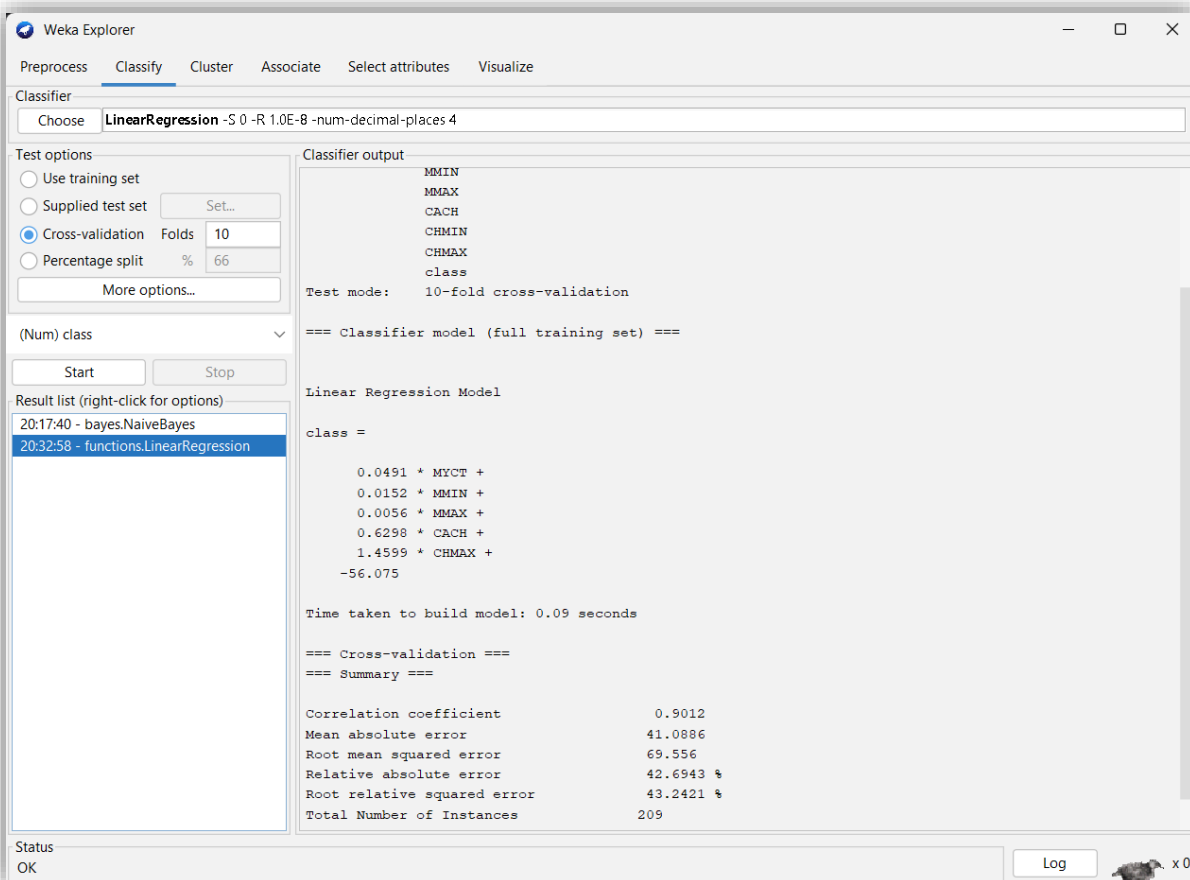 Weka Explorer
Preprocess Classify Cluster Associate Select attributes Visualize
Classifier
Choose LinearRegression -S 0 -R 1.0E-8 -num-decimal-places 4
Test options
Use training set
Supplied test set Set...
Cross-validation Folds 10
Percentage split % 66
More options...
(Num) class
Start Stop
Result list (right-click for options)
20:17:40 - bayes.NaiveBayes
20:32:58 - functions.LinearRegression
Classifier output
MMIN
MMAX
CACH
CHMIN
CHMAX
class
Test mode: 10-fold cross-validation
=== Classifier model (full training set) ===
Linear Regression Model
class =
0.0491 * MYCT +
0.0152 * MMIN +
0.0056 * MMAX +
0.6298 * CACH +
1.4599 * CHMAX +
-56.075
Time taken to build model: 0.09 seconds
=== Cross-validation ===
=== Summary ===
Correlation coefficient 0.9012
Mean absolute error 41.0886
Root mean squared error 69.556
Relative absolute error 42.6943 %
Root relative squared error 43.2421 %
Total Number of Instances 209
Status
OK
Log x 0